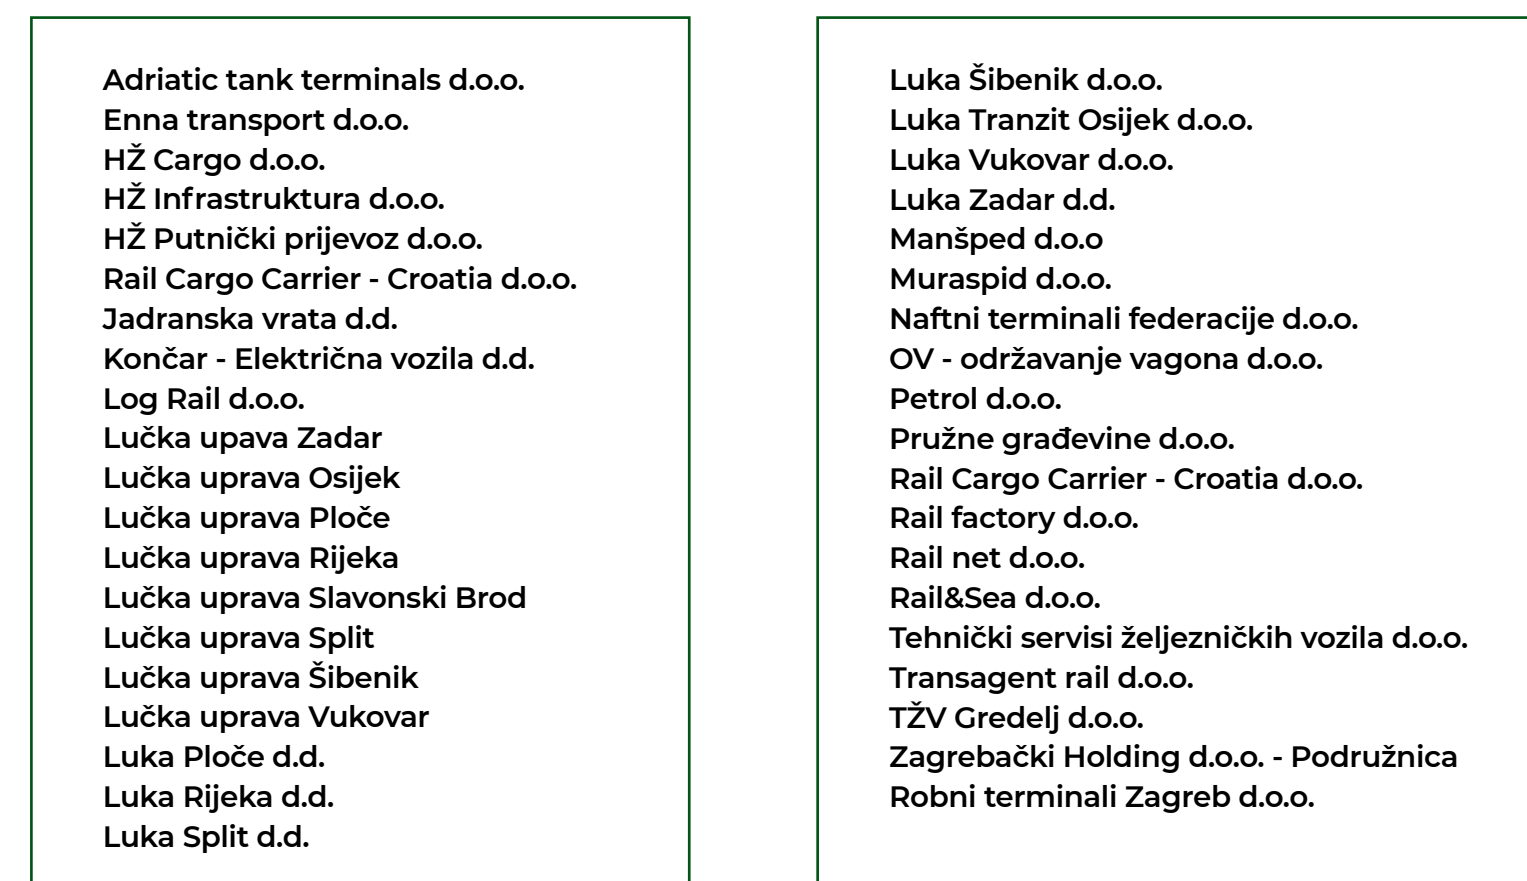 Adriatic tank terminals d.o.o.
Enna transport d.o.o.
HŽ Cargo d.o.o.
HŽ Infrastruktura d.o.o.
HŽ Putnički prijevoz d.o.o.
Rail Cargo Carrier - Croatia d.o.o.
Jadranska vrata d.d.
Končar - Električna vozila d.d.
Log Rail d.o.o.
Lučka upava Zadar
Lučka uprava Osijek
Lučka uprava Ploče
Lučka uprava Rijeka
Lučka uprava Slavonski Brod
Lučka uprava Split
Lučka uprava Šibenik
Lučka uprava Vukovar
Luka Ploče d.d.
Luka Rijeka d.d.
Luka Split d.d.
Luka Šibenik d.o.o.
Luka Tranzit Osijek d.o.o.
Luka Vukovar d.o.o.
Luka Zadar d.d.
Manšped d.o.o
Muraspid d.o.o.
Naftni terminali federacije d.o.o.
OV - održavanje vagona d.o.o.
Petrol d.o.o.
Pružne građevine d.o.o.
Rail Cargo Carrier - Croatia d.o.o.
Rail factory d.o.o.
Rail net d.o.o.
Rail&Sea d.o.o.
Tehnički servisi željezničkih vozila d.o.o.
Transagent rail d.o.o.
TŽV Gredelj d.o.o.
Zagrebački Holding d.o.o. - Podružnica
Robni terminali Zagreb d.o.o.